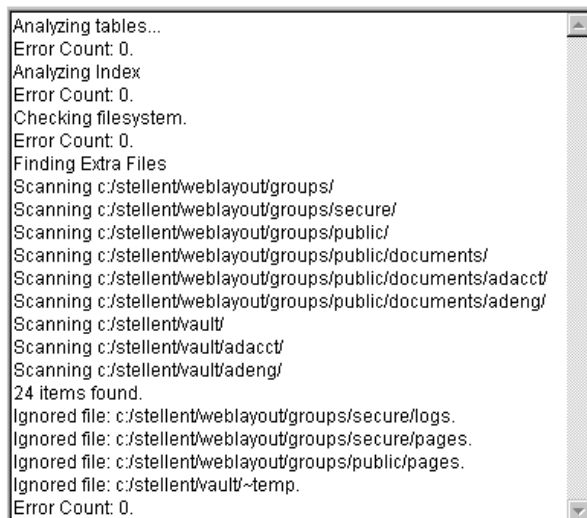 Analyzing tables...
Error Count: 0.
Analyzing Index
Error Count: 0.
Checking filesystem.
Error Count: 0.
Finding Extra Files
Scanning c:/stellent/weblayout/groups/
Scanning c:/stellent/weblayout/groups/secure/
Scanning c:/stellent/weblayout/groups/public/
Scanning c:/stellent/weblayout/groups/public/documents/
Scanning c:/stellent/weblayout/groups/public/documents/adacct/
Scanning c:/stellent/weblayout/groups/public/documents/adeng/
Scanning c:/stellent/vault/
Scanning c:/stellent/vault/adacct/
Scanning c:/stellent/vault/adeng/
24 items found.
Ignored file: c:/stellent/weblayout/groups/secure/logs.
Ignored file: c:/stellent/weblayout/groups/secure/pages.
Ignored file: c:/stellent/weblayout/groups/public/pages.
Ignored file: c:/stellent/vault/~temp.
Error Count: 0.